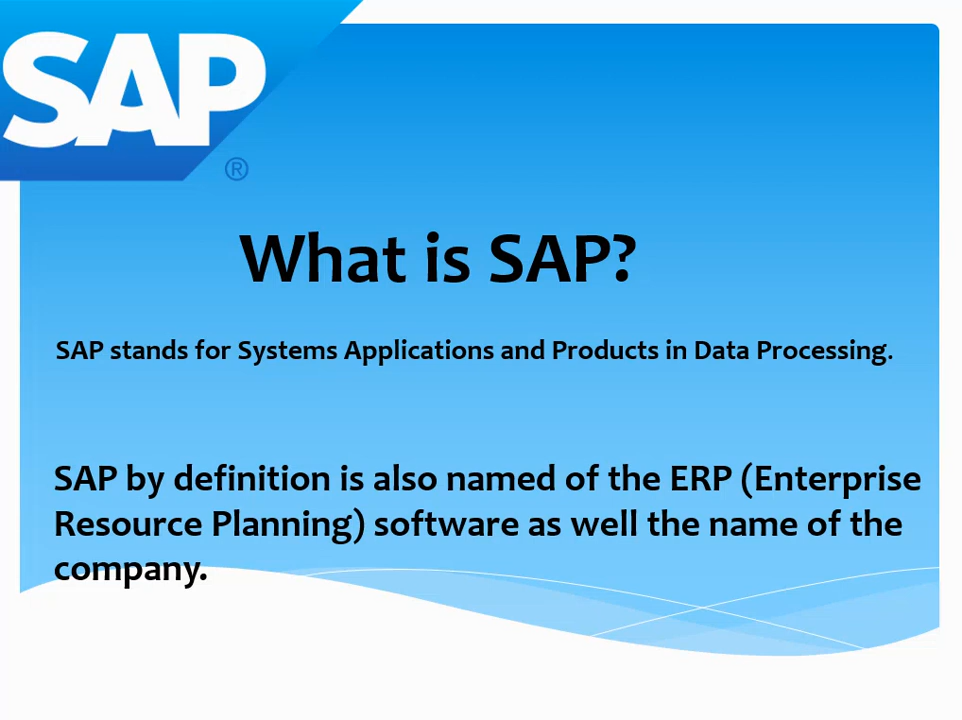 SAP
®
What is SAP?
SAP stands for Systems Applications and Products in Data Processing.
SAP by definition is also named of the ERP (Enterprise
Resource Planning) software as well the name of the
company.